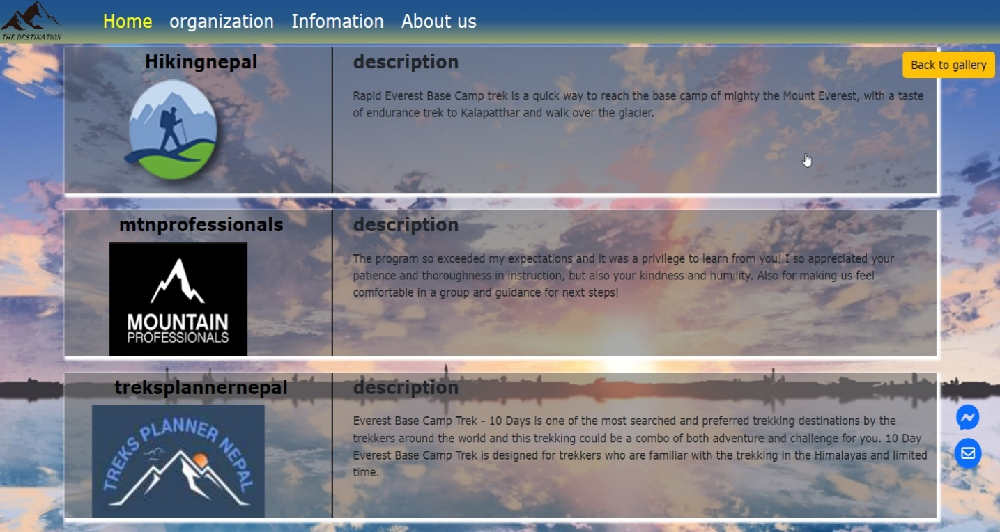 THE DESTINATION
Home organization Infomation About us
Back to gallery
Hikingnepal
description
Rapid Everest Base Camp trek is a quick way to reach the base camp of mighty the Mount Everest, with a taste
of endurance trek to Kalapatthar and walk over the glacier.
mtnprofessionals
MOUNTAIN
PROFESSIONALS
description
The program so exceeded my expectations and it was a privilege to learn from you! I so appreciated your
patience and thoroughness in instruction, but also your kindness and humility. Also for making us feel
comfortable in a group and guidance for next steps!
treksplannernepal
TREKS PLANNER NEPAL
description
Everest Base Camp Trek - 10 Days is one of the most searched and preferred trekking destinations by the
trekkers around the world and this trekking could be a combo of both adventure and challenge for you. 10 Day
Everest Base Camp Trek is designed for trekkers who are familiar with the trekking in the Himalayas and limited
time.